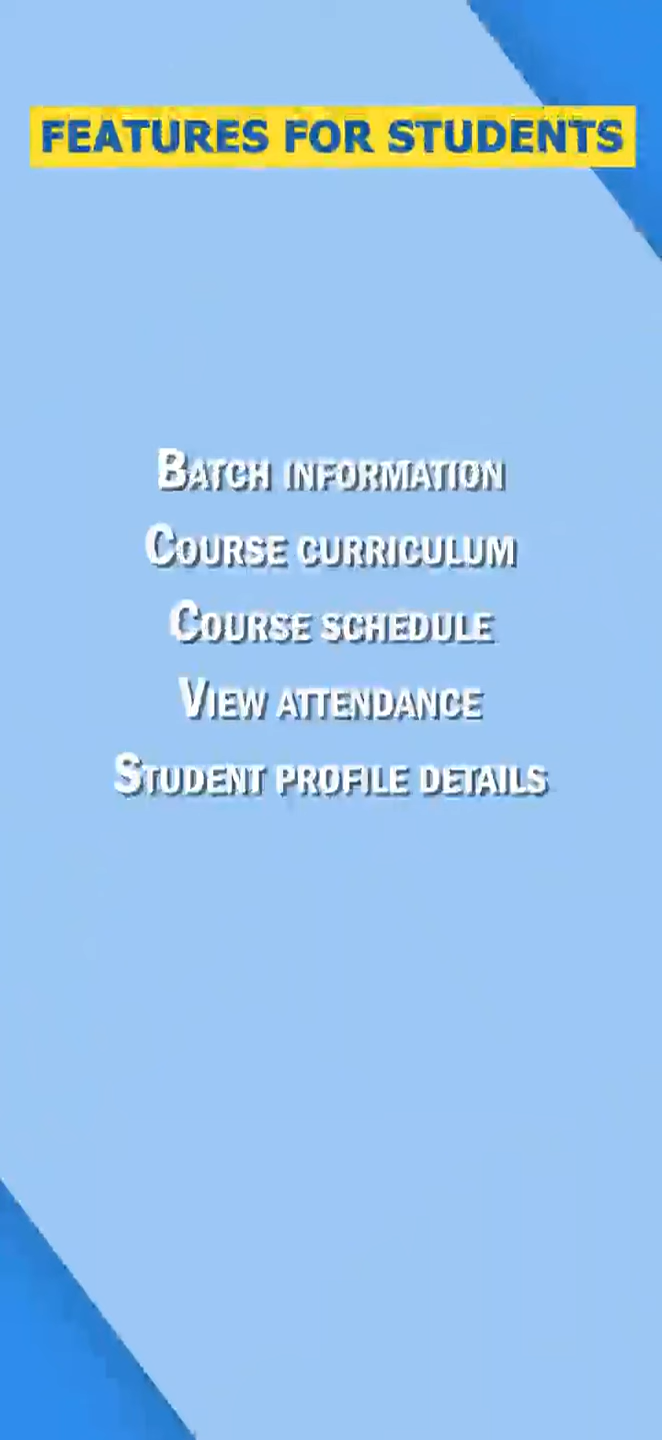 FEATURES FOR STUDENTS
Batch information
Course curriculum
Course schedule
View attendance
Student profile details